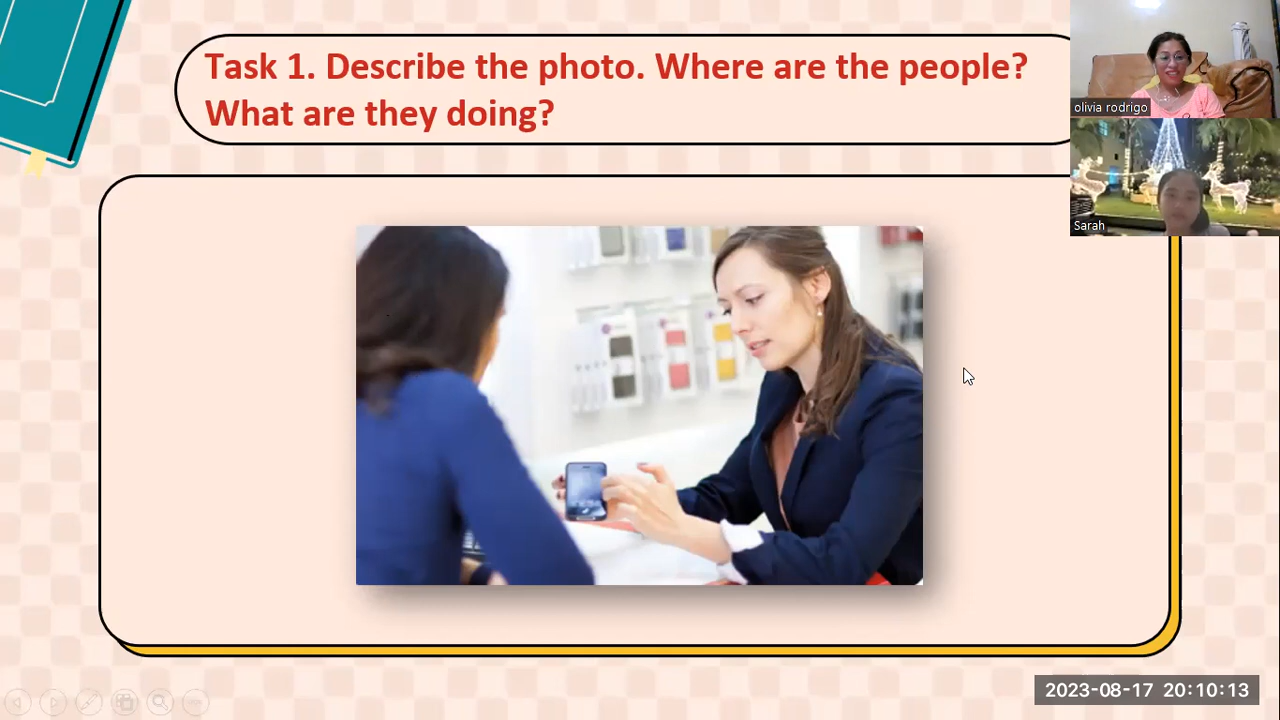 Task 1. Describe the photo. Where are the people?
What are they doing?
olivia rodrigo
Sarah
2023-08-17 20:10:13